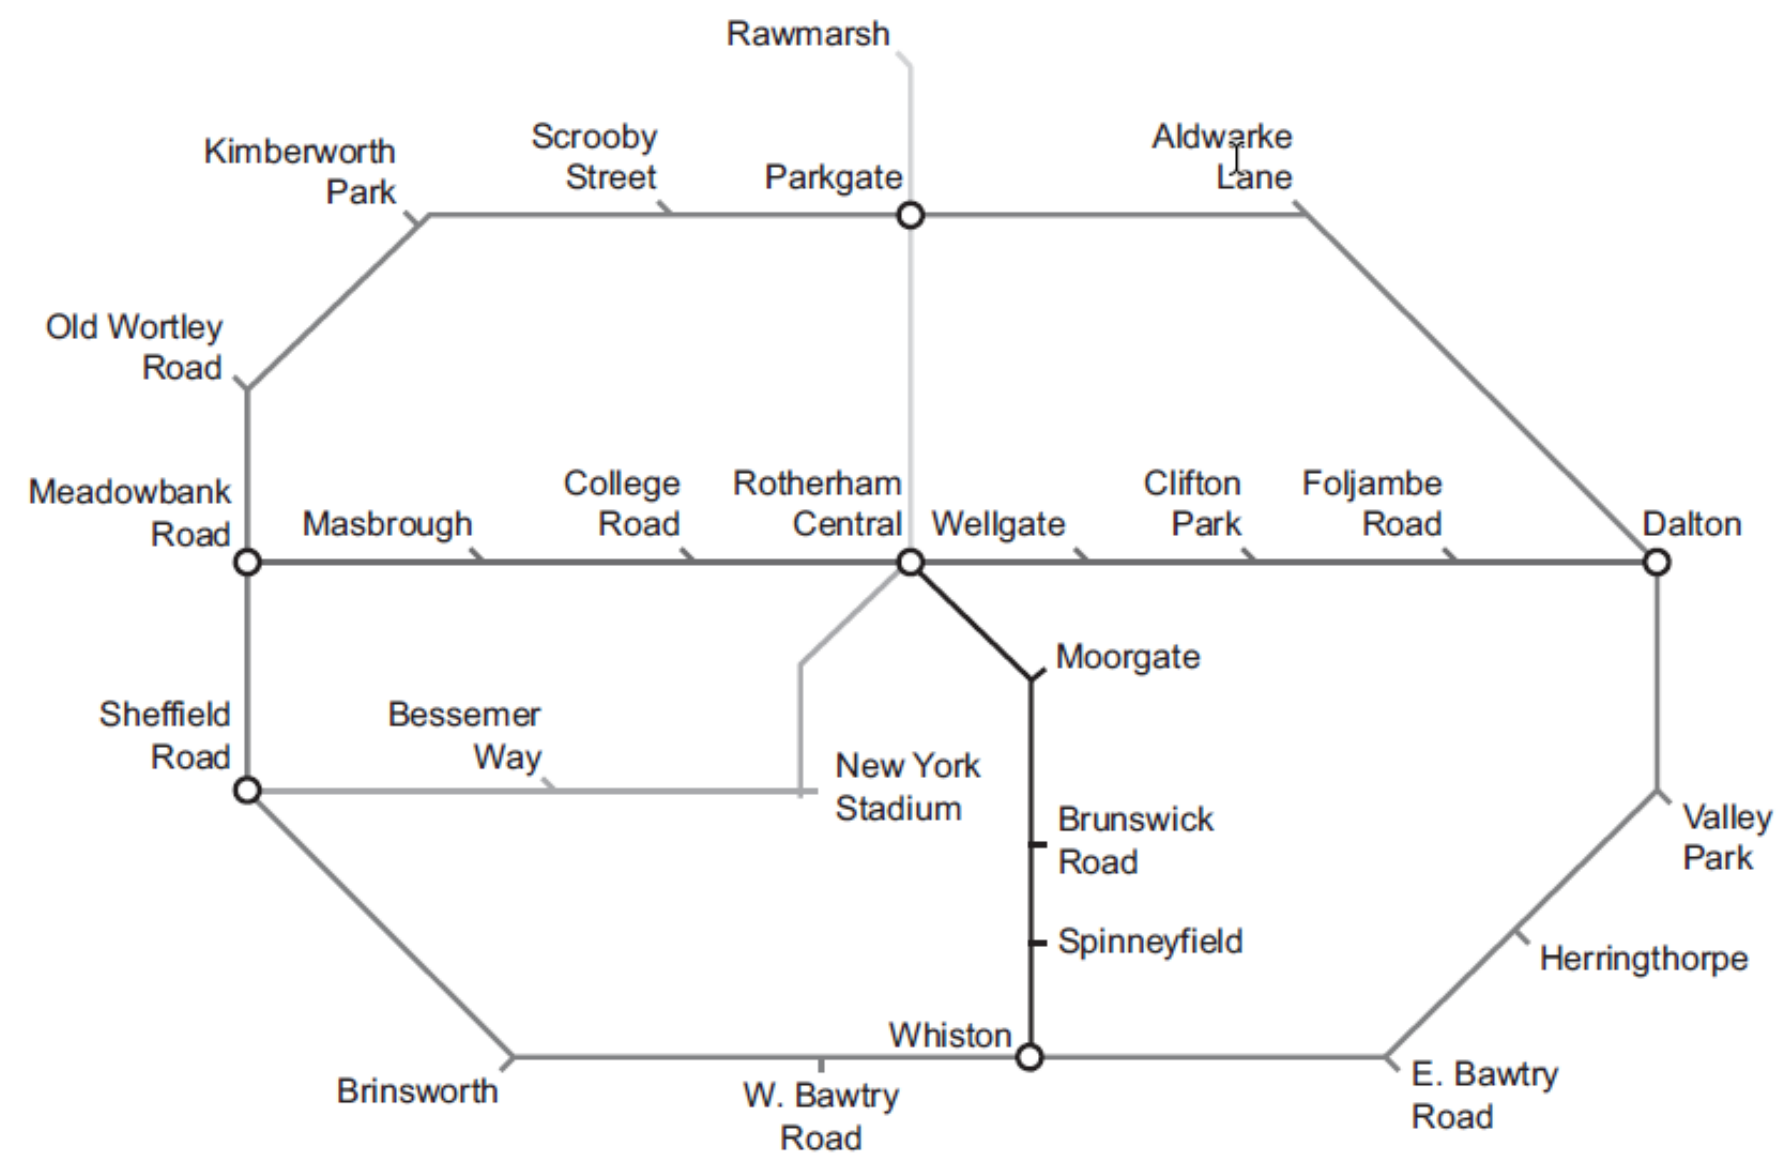 Rawmarsh
Kimberworth
Park
Scrooby
Street
Parkgate
Aldwarke
Lane
Old Wortley
Road
Meadowbank
Road
Masbrough
College
Road
Rotherham
Central
Wellgate
Clifton
Park
Foljambe
Road
Dalton
Moorgate
Sheffield
Road
Bessemer
Way
New York
Stadium
Brunswick
Road
Valley
Park
Spinneyfield
Herringthorpe
Whiston
Brinsworth
W. Bawtry
Road
E. Bawtry
Road